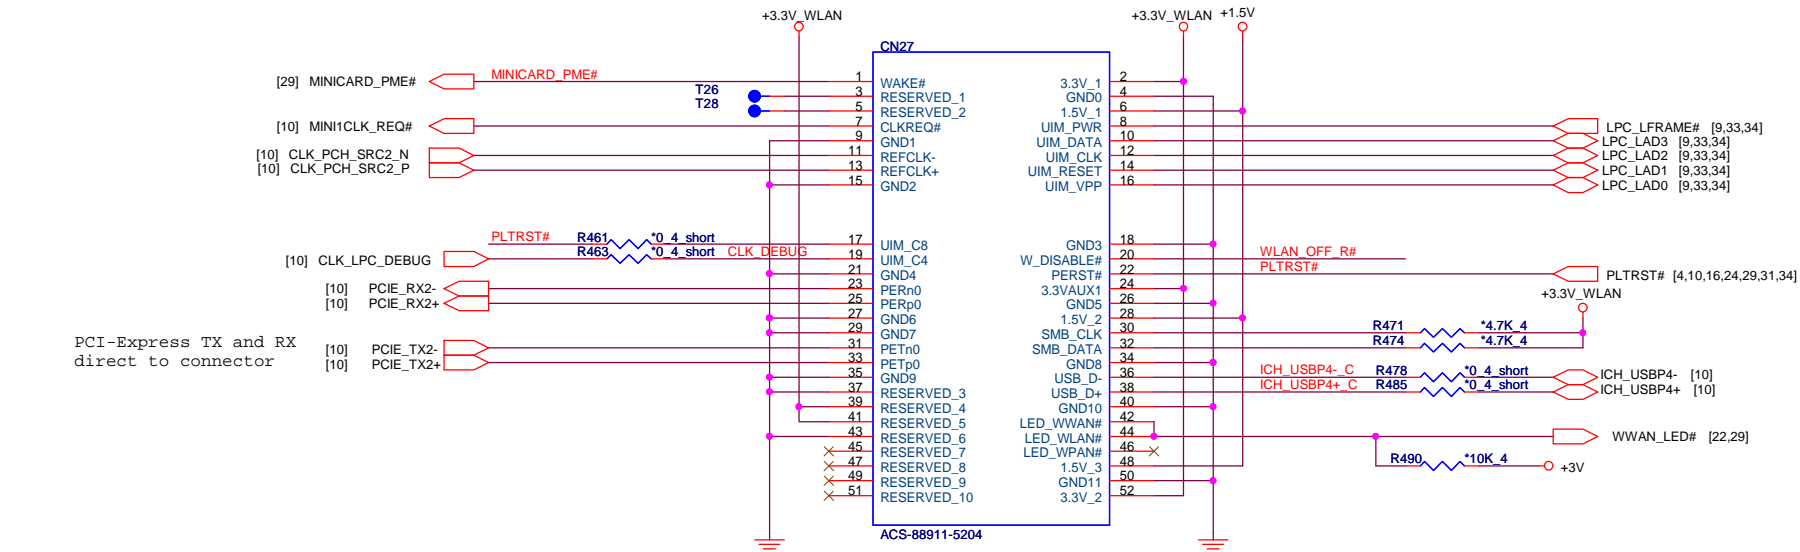 +3.3V_WLAN
+3.3V_WLAN +1.5V
CN27
[29] MINICARD_PME# MINICARD_PME# 1 WAKE# 3.3V_1 2
T26 3 RESERVED_1 GND0 4
T28 5 RESERVED_2 1.5V_1 6
[10] MINI1CLK_REQ# 7 CLKREQ# UIM_PWR 8 LPC_LFRAME# [9,33,34]
9 GND1 UIM_DATA 10 LPC_LAD3 [9,33,34]
[10] CLK_PCH_SRC2_N 11 REFCLK- UIM_CLK 12 LPC_LAD2 [9,33,34]
[10] CLK_PCH_SRC2_P 13 REFCLK+ UIM_RESET 14 LPC_LAD1 [9,33,34]
15 GND2 UIM_VPP 16 LPC_LAD0 [9,33,34]
PLTRST# R461 *0_4_short 17 UIM_C8 GND3 18
[10] CLK_LPC_DEBUG R463 *0_4_short CLK_DEBUG 19 UIM_C4 W_DISABLE# 20 WLAN_OFF_R#
21 GND4 PERST# 22 PLTRST# PLTRST# [4,10,16,24,29,31,34]
[10] PCIE_RX2- 23 PERn0 3.3VAUX1 24 +3.3V_WLAN
[10] PCIE_RX2+ 25 PERp0 GND5 26
27 GND6 1.5V_2 28
29 GND7 SMB_CLK 30 R471 *4.7K_4
PCI-Express TX and RX
direct to connector
[10] PCIE_TX2- 31 PETn0 SMB_DATA 32 R474 *4.7K_4
[10] PCIE_TX2+ 33 PETp0 GND8 34
35 GND9 USB_D- 36 ICH_USBP4-_C R478 *0_4_short ICH_USBP4- [10]
37 RESERVED_3 USB_D+ 38 ICH_USBP4+_C R485 *0_4_short ICH_USBP4+ [10]
39 RESERVED_4 GND10 40
41 RESERVED_5 LED_WWAN# 42
43 RESERVED_6 LED_WLAN# 44 WWAN_LED# [22,29]
45 RESERVED_7 LED_WPAN# 46
47 RESERVED_8 1.5V_3 48 R490 *10K_4 +3V
49 RESERVED_9 GND11 50
51 RESERVED_10 3.3V_2 52
ACS-88911-5204